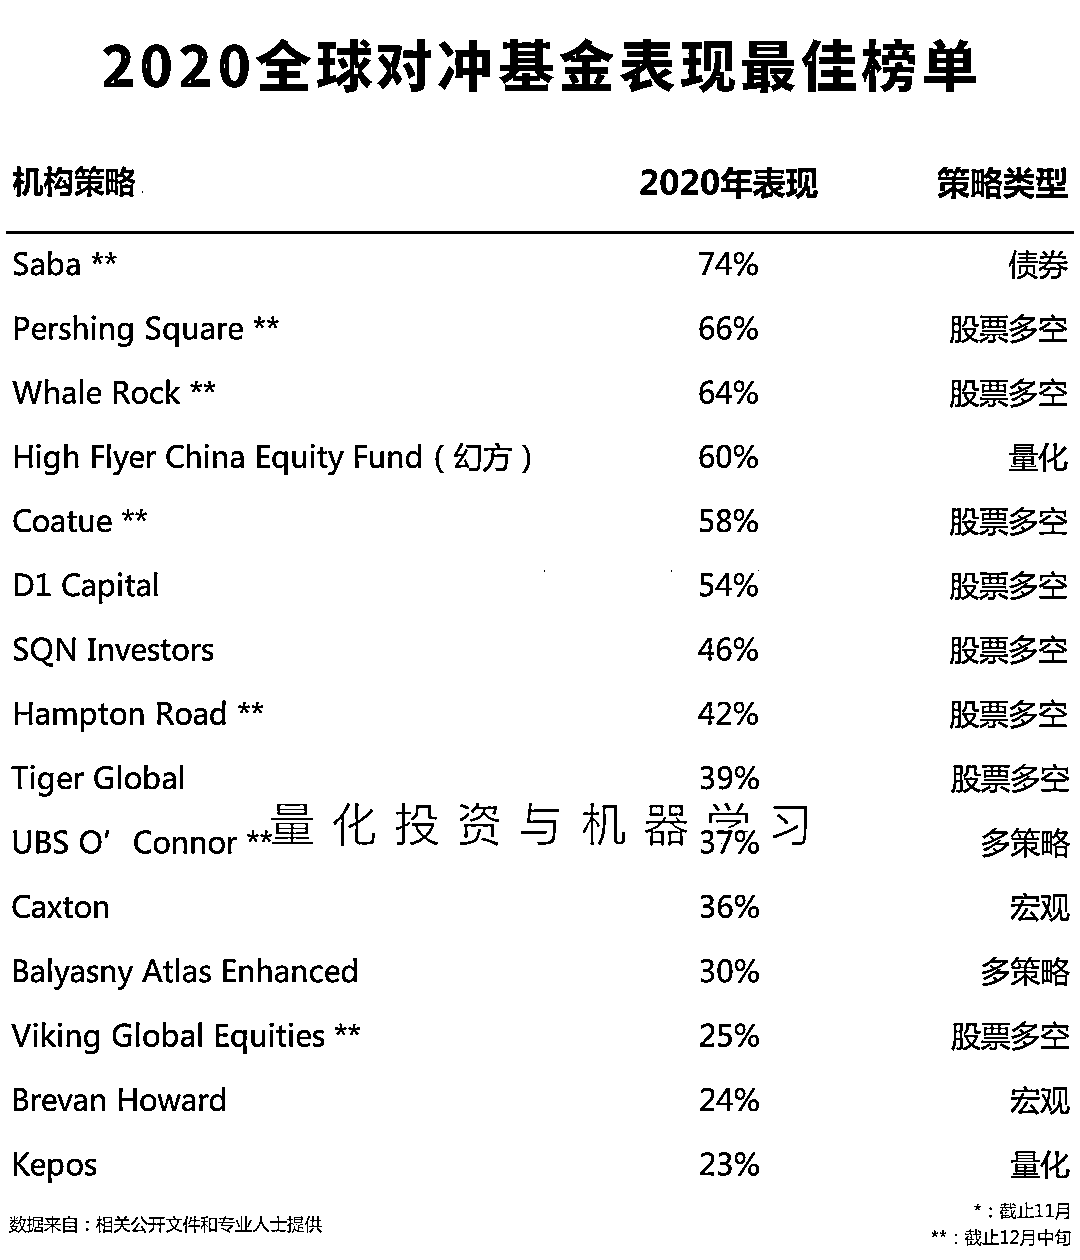 2020全球对冲基金表现最佳榜单
机构策略 2020年表现 策略类型
Saba ** 74% 债券
Pershing Square ** 66% 股票多空
Whale Rock ** 64% 股票多空
High Flyer China Equity Fund（幻方） 60% 量化
Coatue ** 58% 股票多空
D1 Capital 54% 股票多空
SQN Investors 46% 股票多空
Hampton Road ** 42% 股票多空
Tiger Global 39% 股票多空
量化投资与机器学习
UBS O’Connor ** 37% 多策略
Caxton 36% 宏观
Balyasny Atlas Enhanced 30% 多策略
Viking Global Equities ** 25% 股票多空
Brevan Howard 24% 宏观
Kepos 23% 量化
*：截止11月
数据来自：相关公开文件和专业人士提供
**：截止12月中旬